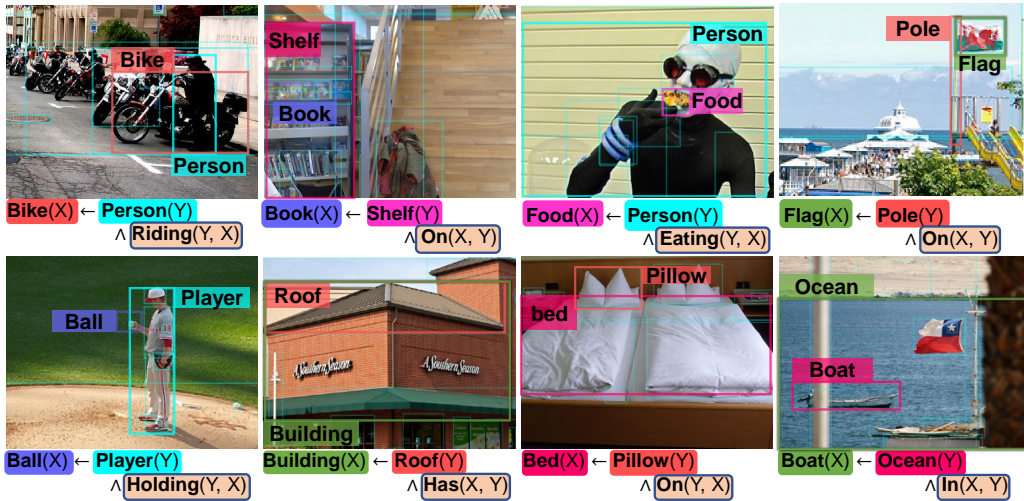 Bike
Person
Bike(X) ← Person(Y)
∧ Riding(Y, X)
Shelf
Book
Book(X) ← Shelf(Y)
∧ On(X, Y)
Person
Food
Food(X) ← Person(Y)
∧ Eating(Y, X)
Pole
Flag
Flag(X) ← Pole(Y)
∧ On(X, Y)
Player
Ball
38
Ball(X) ← Player(Y)
∧ Holding(Y, X)
Roof
A Southern Season
A Southern Season
Building
Building(X) ← Roof(Y)
∧ Has(X, Y)
Pillow
bed
Bed(X) ← Pillow(Y)
∧ On(Y, X)
Ocean
Boat
Boat(X) ← Ocean(Y)
∧ In(X, Y)